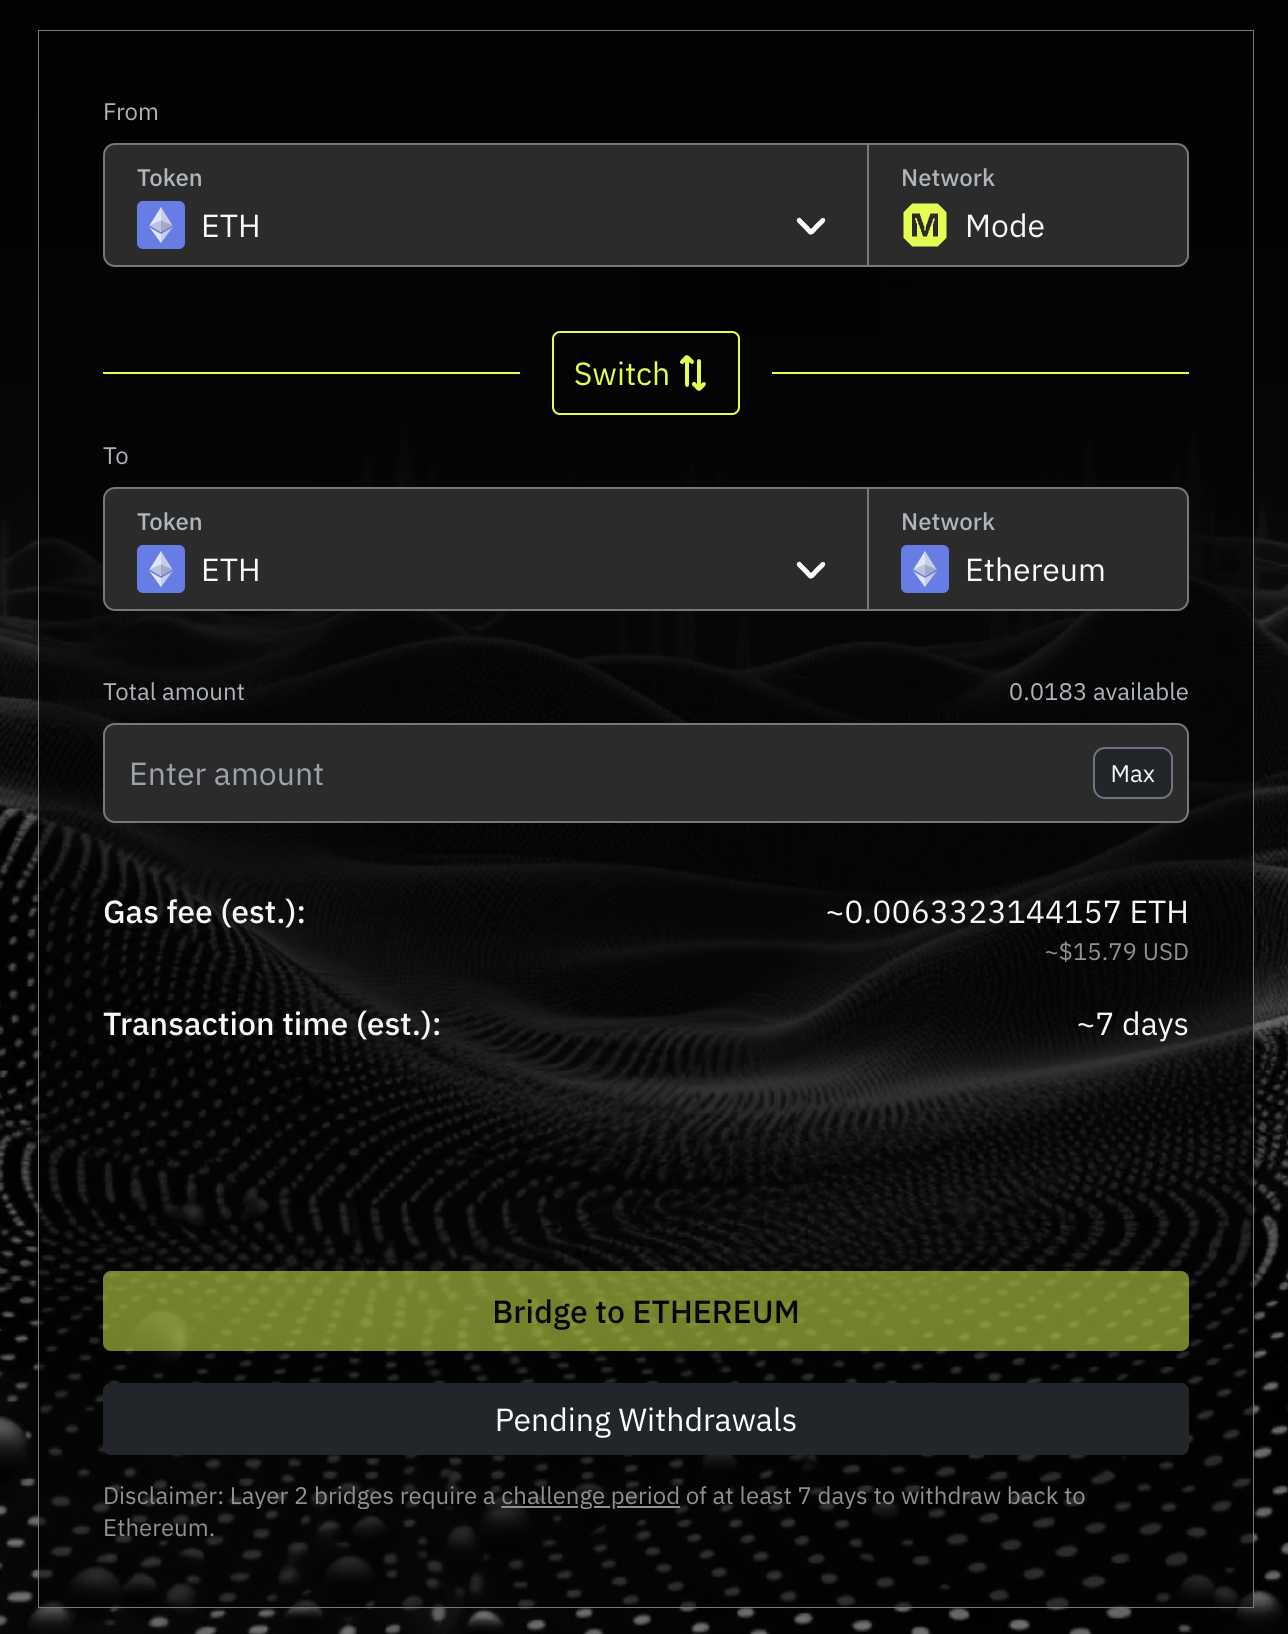 From
Token
Network
ETH
M Mode
Switch
To
Token
Network
ETH
Ethereum
Total amount
0.0183 available
Enter amount
Max
Gas fee (est.):
~0.0063323144157 ETH
~$15.79 USD
Transaction time (est.):
~7 days
Bridge to ETHEREUM
Pending Withdrawals
Disclaimer: Layer 2 bridges require a challenge period of at least 7 days to withdraw back to
Ethereum.